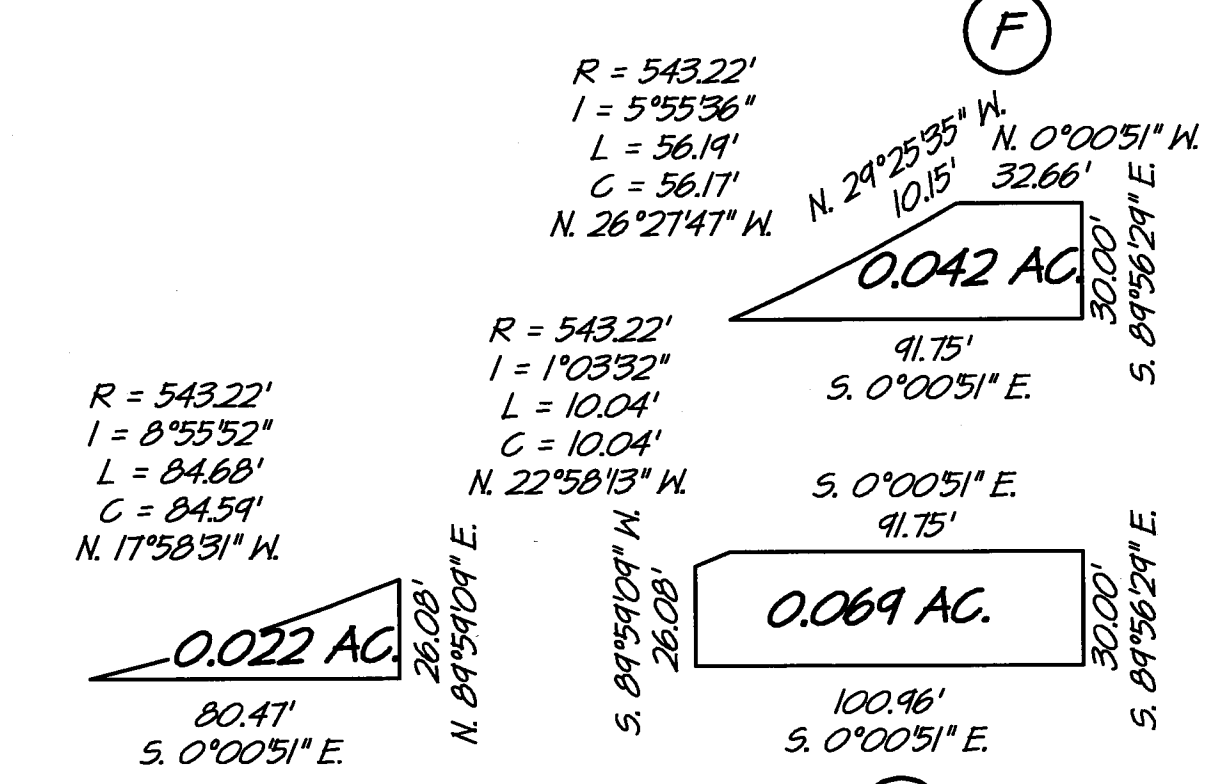 F
R = 543.22'
I = 5°55'36"
L = 56.19'
C = 56.17'
N. 26°27'47" W.
N. 29°25'35" W.
10.15'
N. 0°00'51" W.
32.66'
0.042 AC.
30.00'
S. 89°56'29" E.
91.75'
S. 0°00'51" E.
R = 543.22'
I = 1°03'32"
L = 10.04'
C = 10.04'
N. 22°58'13" W.
R = 543.22'
I = 8°55'52"
L = 84.68'
C = 84.59'
N. 17°58'31" W.
0.022 AC.
26.08'
N. 89°59'09" E.
80.47'
S. 0°00'51" E.
S. 0°00'51" E.
91.75'
S. 89°59'09" W.
26.08'
0.069 AC.
30.00'
S. 89°56'29" E.
100.96'
S. 0°00'51" E.